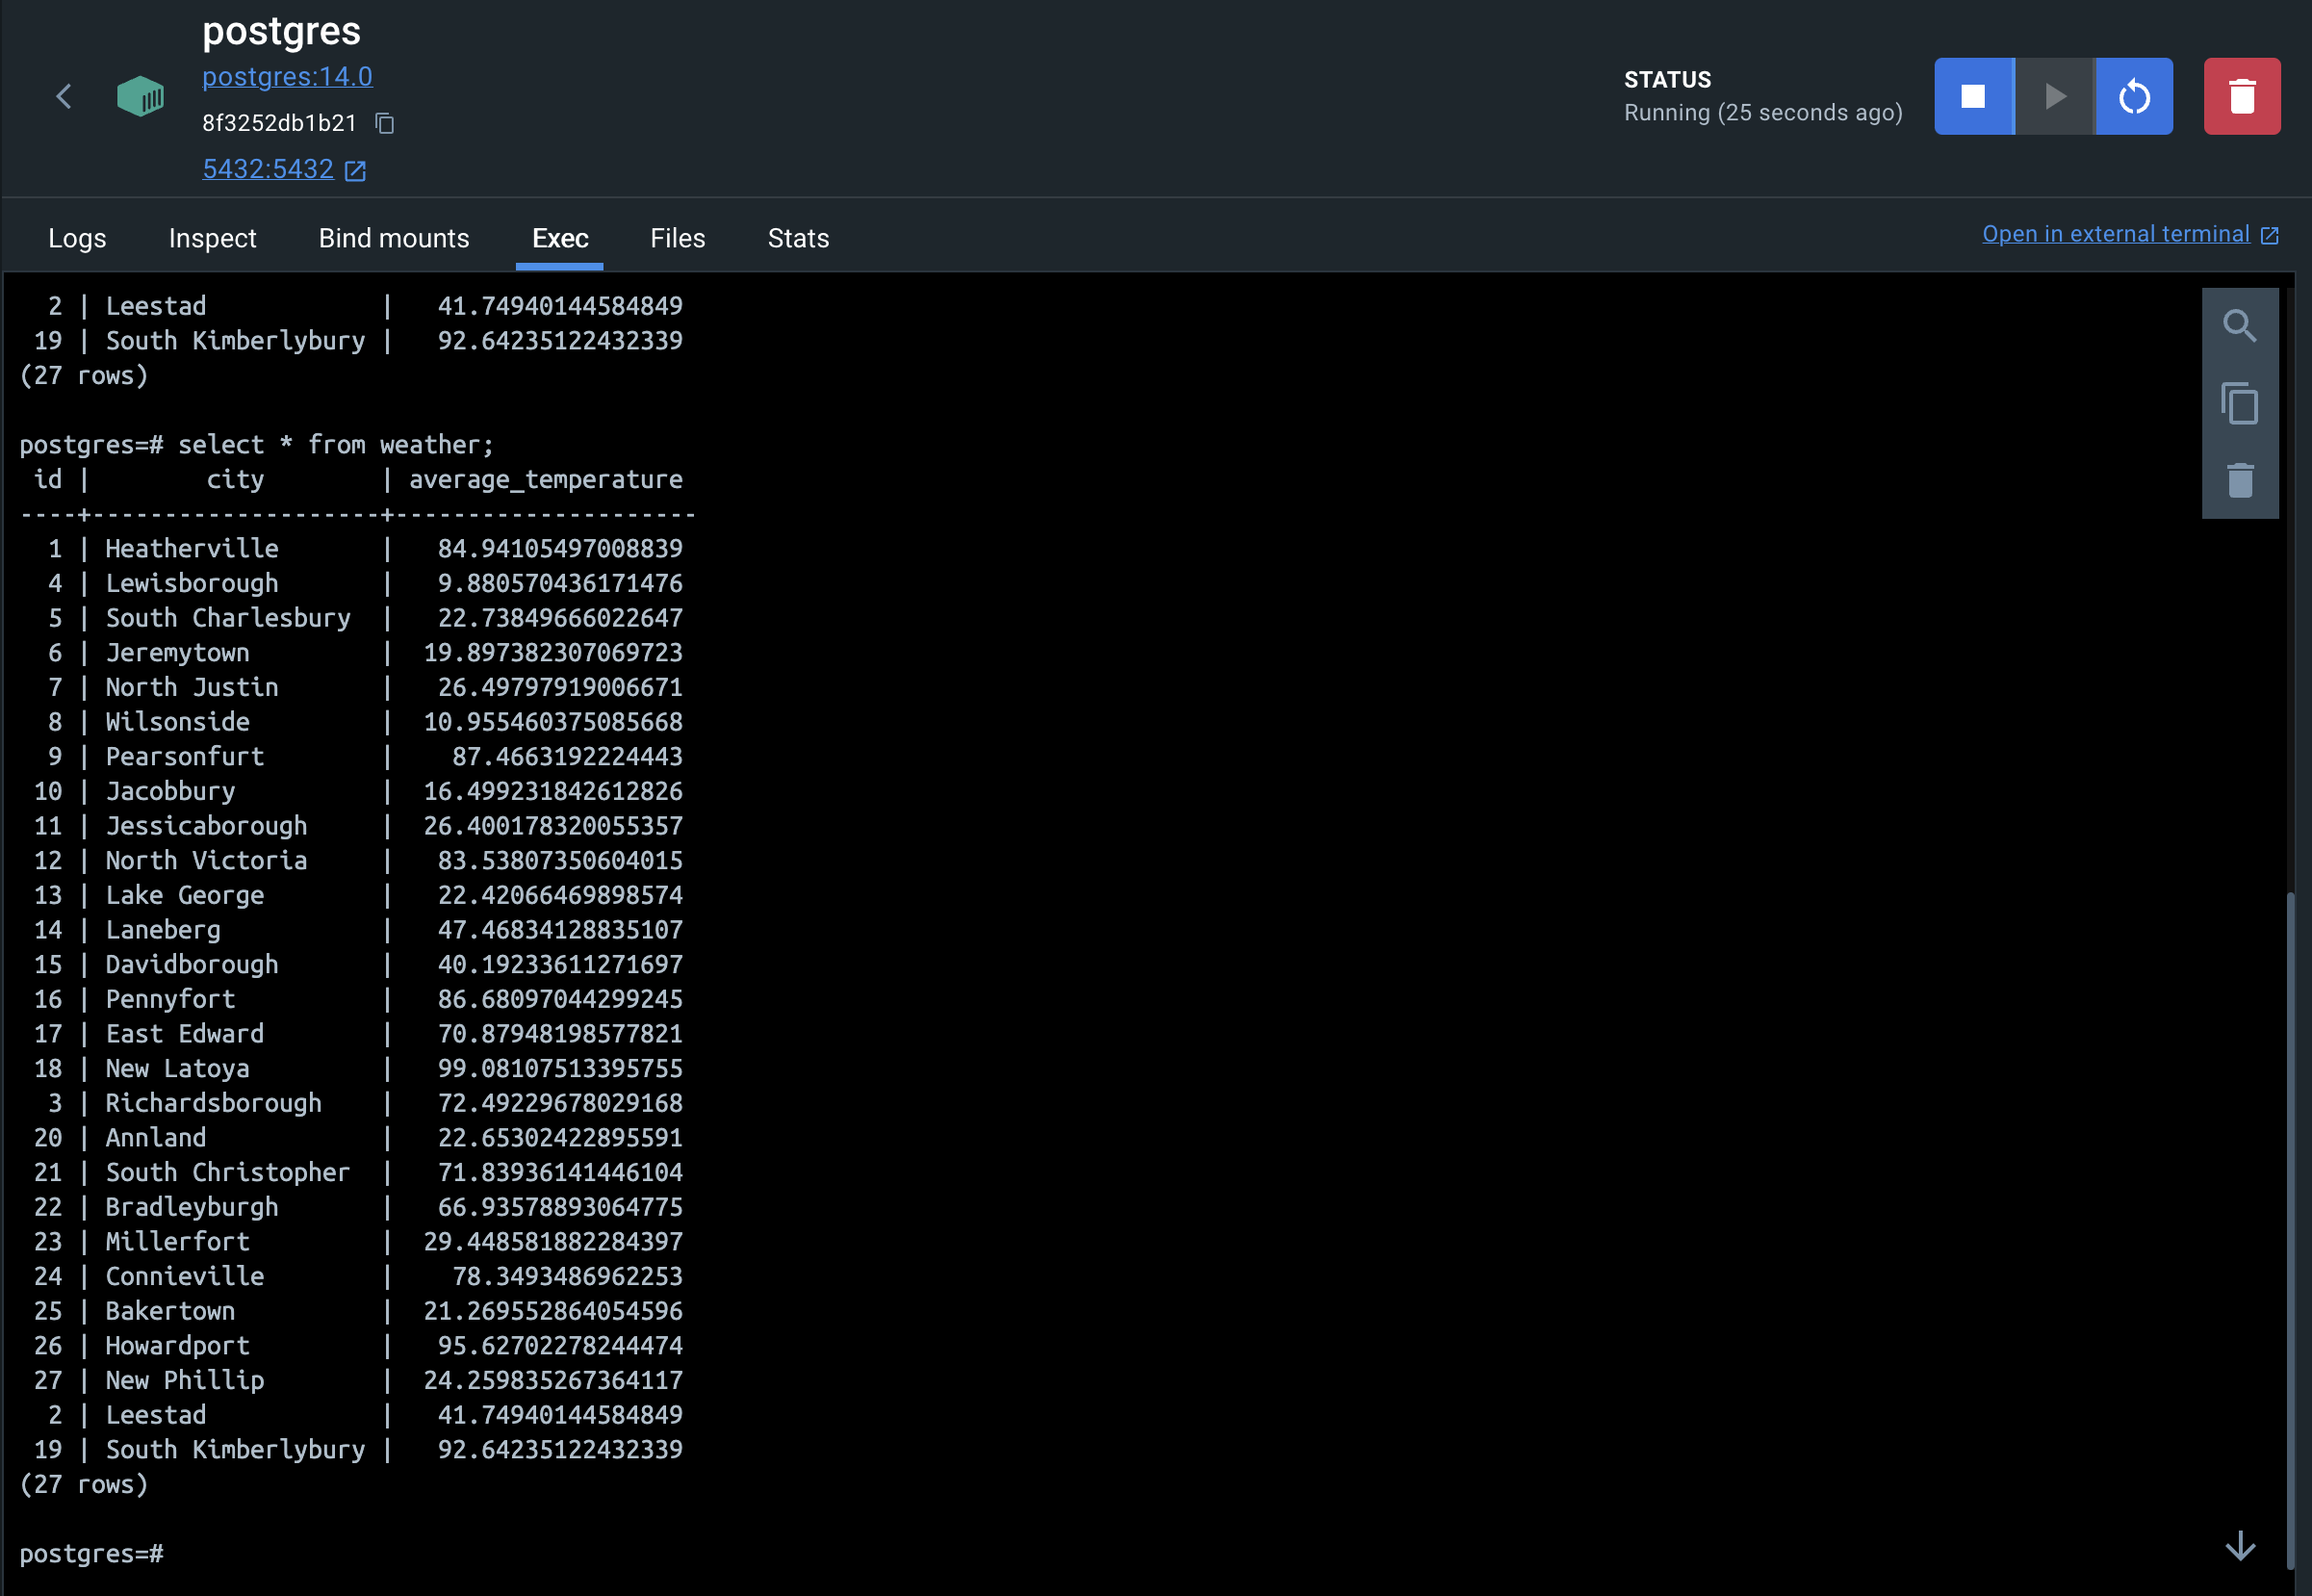 postgres
postgres:14.0
8f3252db1b21
5432:5432
STATUS
Running (25 seconds ago)
Logs Inspect Bind mounts Exec Files Stats
Open in external terminal
  2 | Leestad            |   41.74940144584849
 19 | South Kimberlybury |   92.64235122432339
(27 rows)
postgres=# select * from weather;
 id |        city        | average_temperature
----+--------------------+---------------------
  1 | Heatherville       |   84.94105497008839
  4 | Lewisborough       |   9.880570436171476
  5 | South Charlesbury  |   22.73849666022647
  6 | Jeremytown         |  19.897382307069723
  7 | North Justin       |   26.49797919006671
  8 | Wilsonside         |  10.955460375085668
  9 | Pearsonfurt        |    87.4663192224443
 10 | Jacobbury          |  16.499231842612826
 11 | Jessicaborough     |  26.400178320055357
 12 | North Victoria     |   83.53807350604015
 13 | Lake George        |   22.42066469898574
 14 | Laneberg           |   47.46834128835107
 15 | Davidborough       |   40.19233611271697
 16 | Pennyfort          |   86.68097044299245
 17 | East Edward        |   70.87948198577821
 18 | New Latoya         |   99.08107513395755
  3 | Richardsborough    |   72.49229678029168
 20 | Annland            |   22.65302422895591
 21 | South Christopher  |   71.83936141446104
 22 | Bradleyburgh       |   66.93578893064775
 23 | Millerfort         |  29.448581882284397
 24 | Connieville        |    78.3493486962253
 25 | Bakertown          |  21.269552864054596
 26 | Howardport         |   95.62702278244474
 27 | New Phillip        |  24.259835267364117
  2 | Leestad            |   41.74940144584849
 19 | South Kimberlybury |   92.64235122432339
(27 rows)
postgres=#